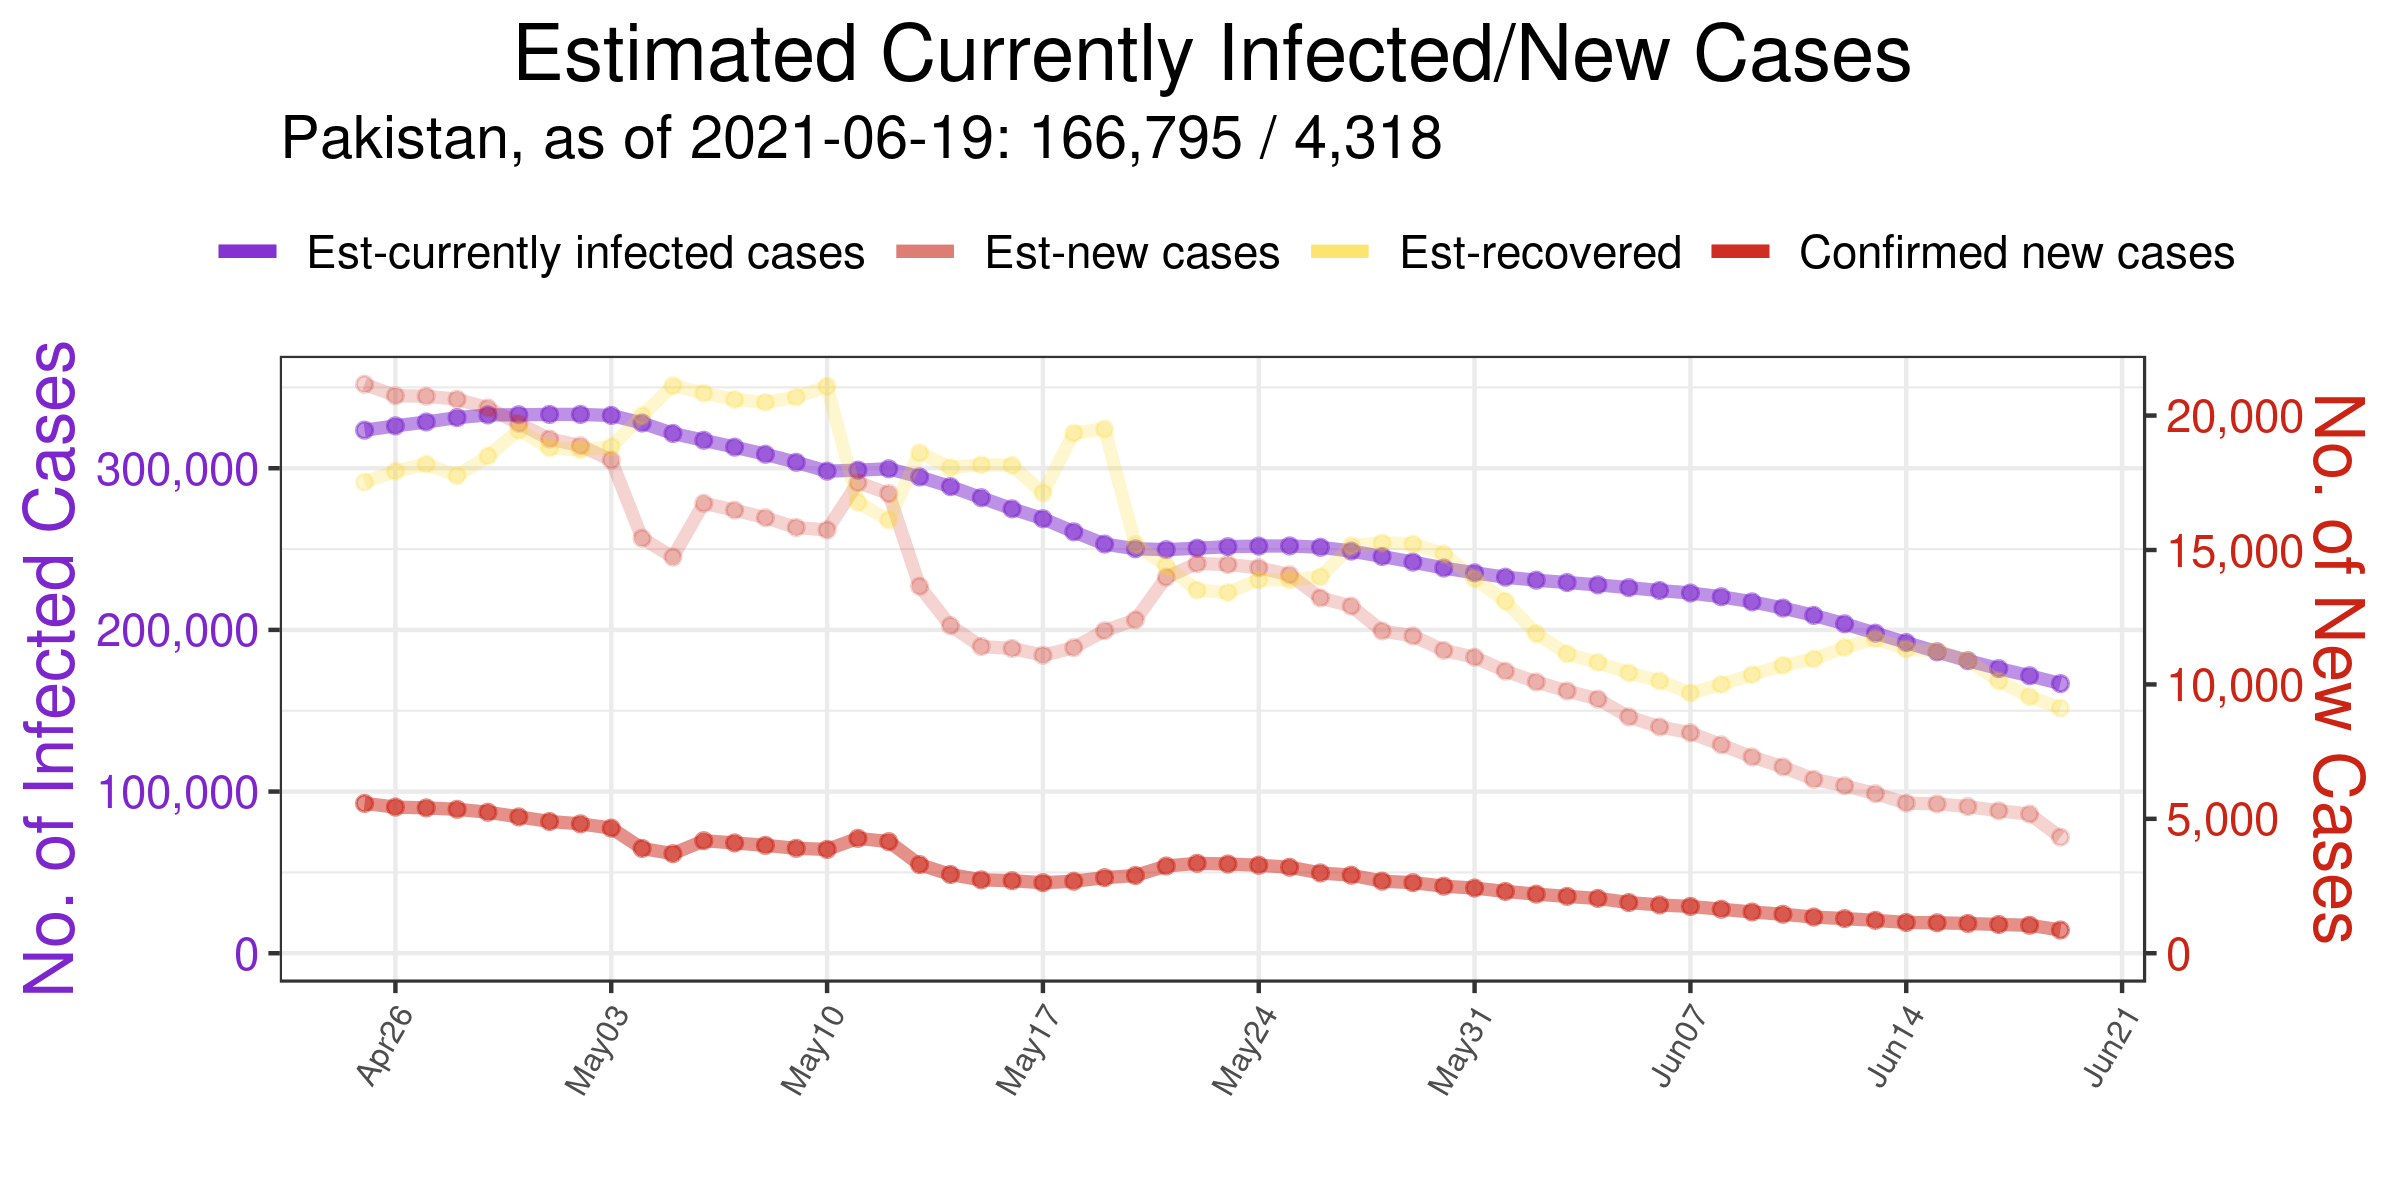 Estimated Currently Infected/New Cases
Pakistan, as of 2021-06-19: 166,795 / 4,318
Est-currently infected cases Est-new cases Est-recovered Confirmed new cases
No. of Infected Cases
300,000
200,000
100,000
0
20,000
15,000
10,000
5,000
0
No. of New Cases
Apr26 May03 May10 May17 May24 May31 Jun07 Jun14 Jun21